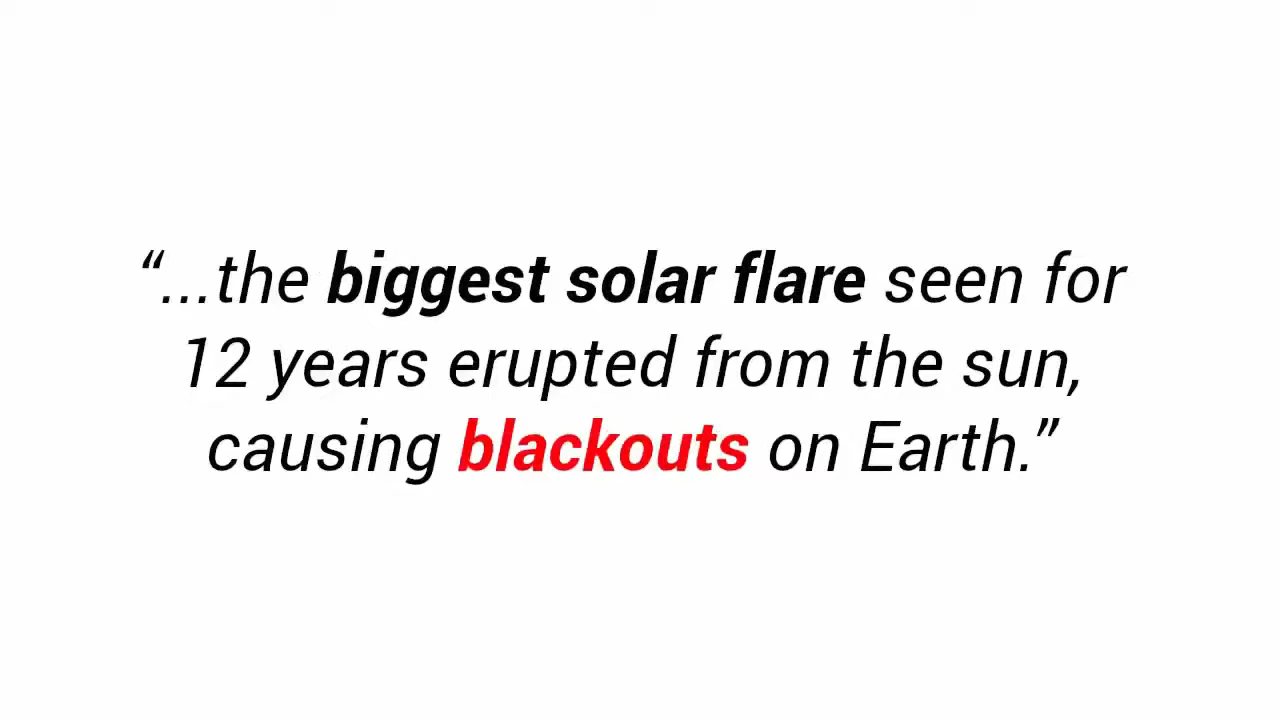 “...the biggest solar flare seen for
12 years erupted from the sun,
causing blackouts on Earth.”